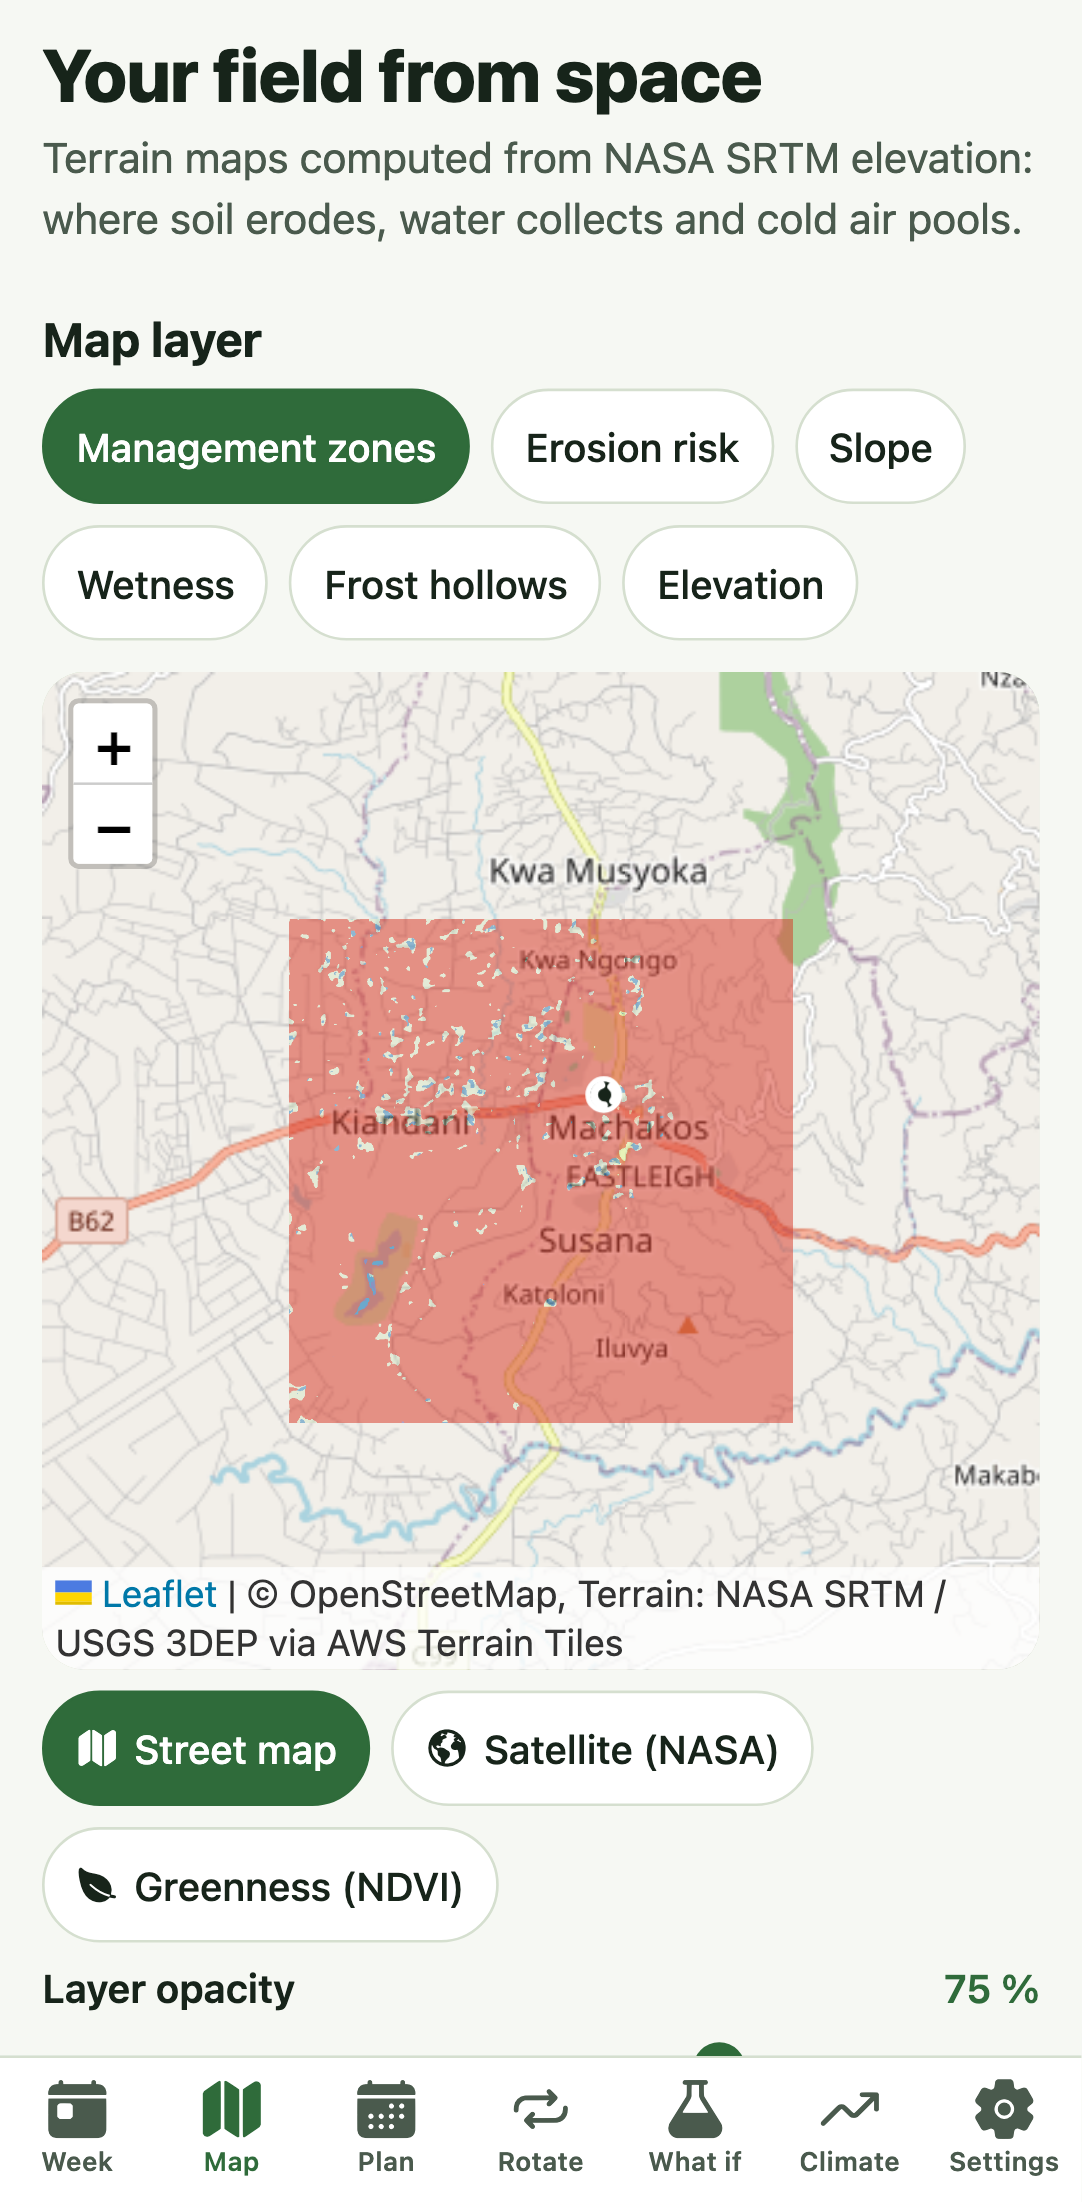 Your field from space
Terrain maps computed from NASA SRTM elevation:
where soil erodes, water collects and cold air pools.
Map layer
Management zones
Erosion risk
Slope
Wetness
Frost hollows
Elevation
+
−
Kwa Musyoka
Kwa Ngongo
Kiandani
Machakos
EASTLEIGH
B62
Susana
Katoloni
Iluvya
Leaflet | © OpenStreetMap, Terrain: NASA SRTM /
USGS 3DEP via AWS Terrain Tiles
Street map
Satellite (NASA)
Greenness (NDVI)
Layer opacity
75 %
Week
Map
Plan
Rotate
What if
Climate
Settings